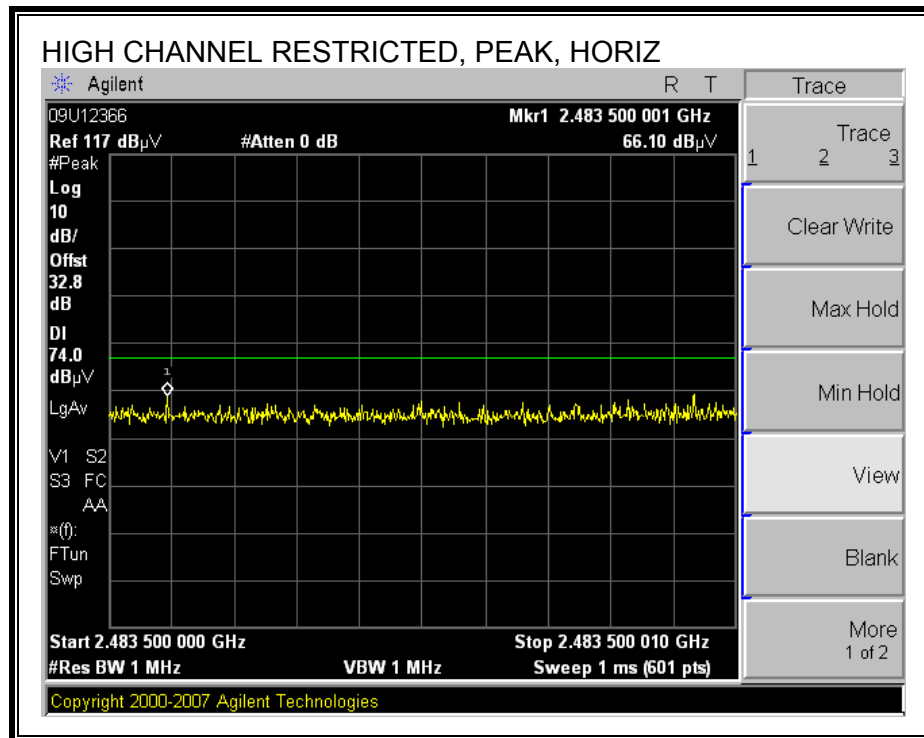 HIGH CHANNEL RESTRICTED, PEAK, HORIZ
Agilent R T Trace
09U12366 Mkr1 2.483 500 001 GHz
Ref 117 dBµV #Atten 0 dB 66.10 dBµV
#Peak
Log
10
dB/
Offst
32.8
dB
DI
74.0
dBµV
LgAv
V1 S2
S3 FC
AA
¤(f):
FTun
Swp
1
Start 2.483 500 000 GHz Stop 2.483 500 010 GHz
#Res BW 1 MHz VBW 1 MHz Sweep 1 ms (601 pts)
Trace
1 2 3
Clear Write
Max Hold
Min Hold
View
Blank
More
1 of 2
Copyright 2000-2007 Agilent Technologies